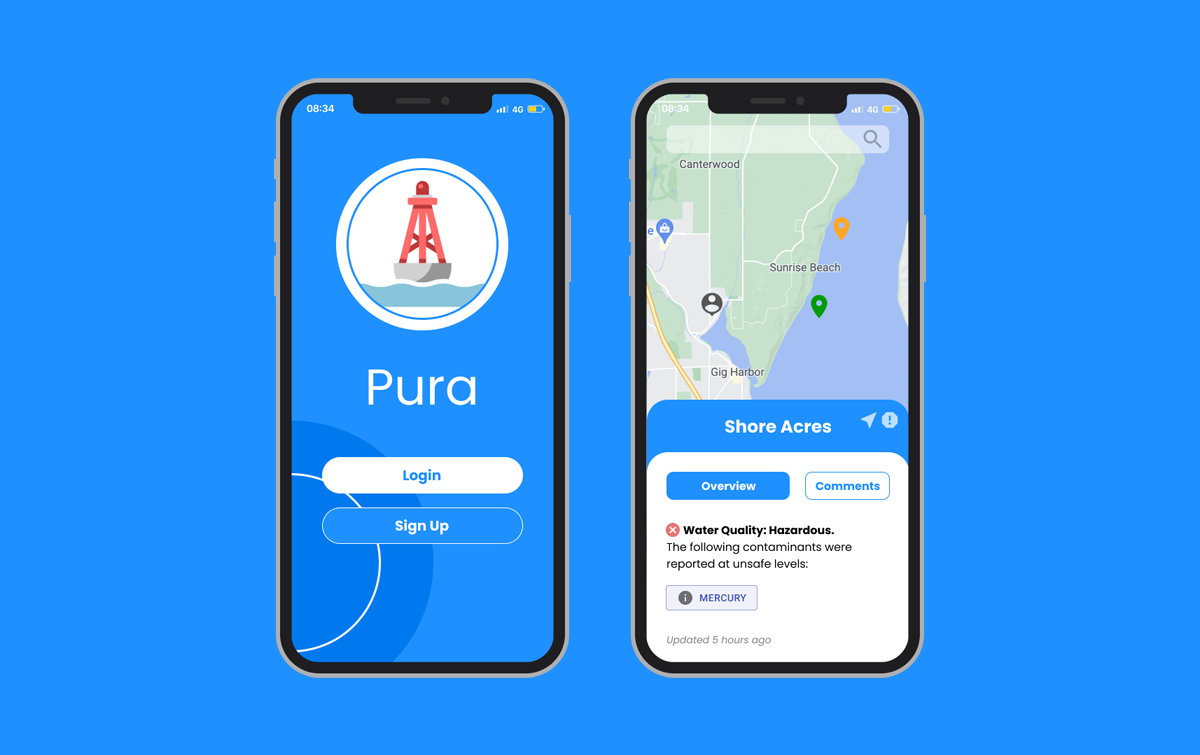 08:34
4G
Pura
Login
Sign Up
08:34
4G
Canterwood
e
Sunrise Beach
Gig Harbor
Shore Acres
Overview
Comments
Water Quality: Hazardous.
The following contaminants were
reported at unsafe levels:
MERCURY
Updated 5 hours ago